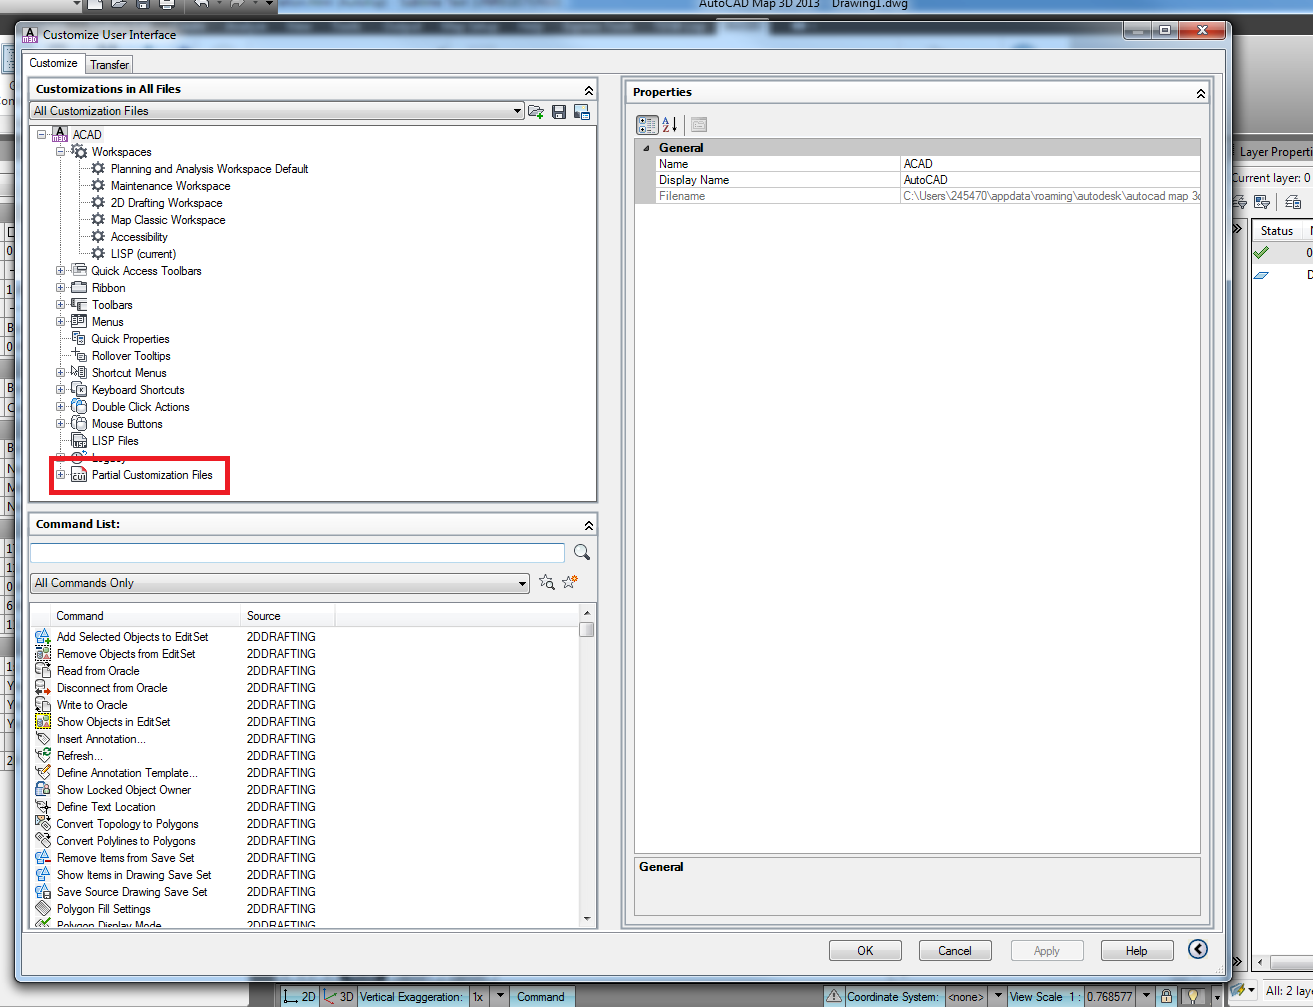 AutoCAD Map 3D 2013 Drawing1.dwg
Customize User Interface
Customize
Transfer
Customizations in All Files
All Customization Files
ACAD
Workspaces
Planning and Analysis Workspace Default
Maintenance Workspace
2D Drafting Workspace
Map Classic Workspace
Accessibility
LISP (current)
Quick Access Toolbars
Ribbon
Toolbars
Menus
Quick Properties
Rollover Tooltips
Shortcut Menus
Keyboard Shortcuts
Double Click Actions
Mouse Buttons
LISP Files
Legacy
Partial Customization Files
Command List:
All Commands Only
Command Source
Add Selected Objects to EditSet 2DDRAFTING
Remove Objects from EditSet 2DDRAFTING
Read from Oracle 2DDRAFTING
Disconnect from Oracle 2DDRAFTING
Write to Oracle 2DDRAFTING
Show Objects in EditSet 2DDRAFTING
Insert Annotation... 2DDRAFTING
Refresh... 2DDRAFTING
Define Annotation Template... 2DDRAFTING
Show Locked Object Owner 2DDRAFTING
Define Text Location 2DDRAFTING
Convert Topology to Polygons 2DDRAFTING
Convert Polylines to Polygons 2DDRAFTING
Remove Items from Save Set 2DDRAFTING
Show Items in Drawing Save Set 2DDRAFTING
Save Source Drawing Save Set 2DDRAFTING
Polygon Fill Settings 2DDRAFTING
Polygon Display Mode 2DDRAFTING
Properties
General
Name ACAD
Display Name AutoCAD
Filename C:\Users\245470\appdata\roaming\autodesk\autocad map 3d
General
OK Cancel Apply Help
Layer Properti
Current layer: 0
Status
0
D
All: 2 laye
2D 3D Vertical Exaggeration: 1x Command Coordinate System: <none> View Scale 1 : 0.768577